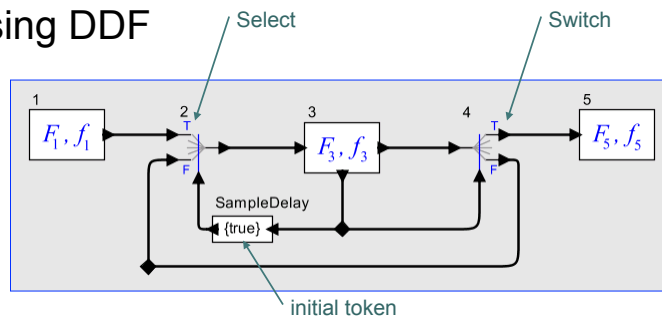 sing DDF
Select
Switch
1
2
3
4
5
F₁, f₁
T
F
F₃, f₃
T
F
F₅, f₅
SampleDelay
{true}
initial token